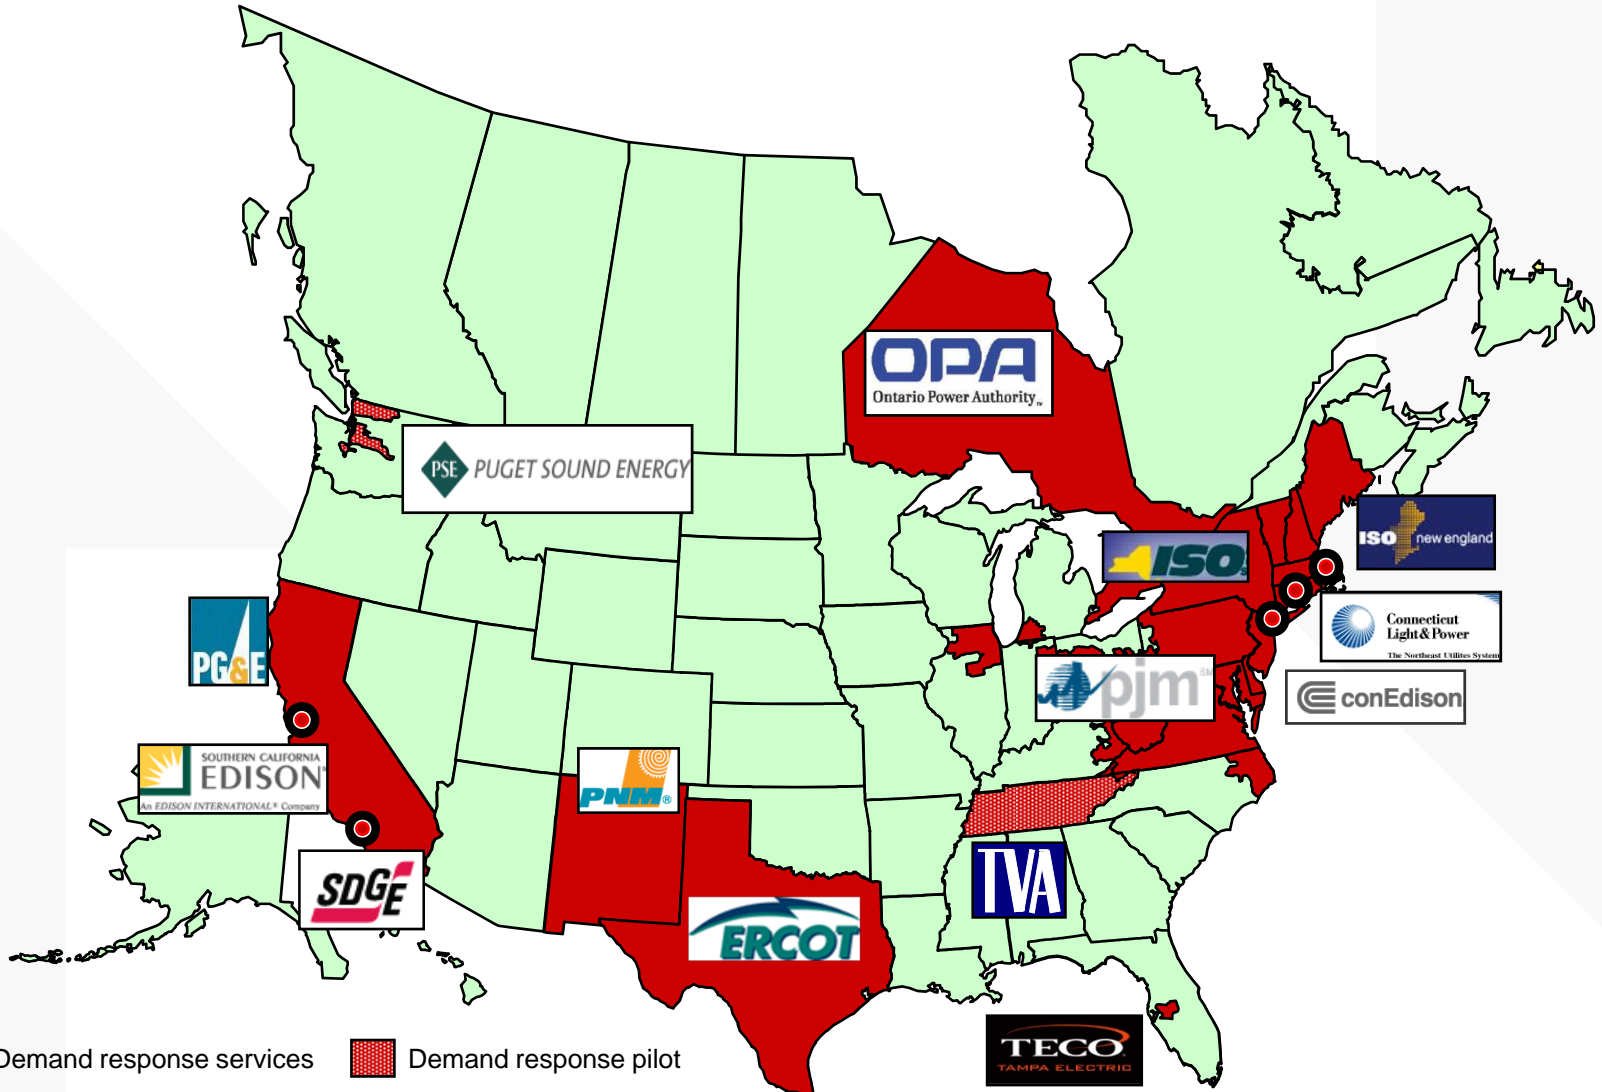 OPA
Ontario Power Authority
PSE PUGET SOUND ENERGY
ISO new england
ISO
PG&E
Connecticut
Light & Power
The Northeast Utilites System
pjm
SM
conEdison
SOUTHERN CALIFORNIA
EDISON®
An EDISON INTERNATIONAL® Company
PNM®
TVA
SDGE
ERCOT
TECO
TAMPA ELECTRIC
Demand response services
Demand response pilot